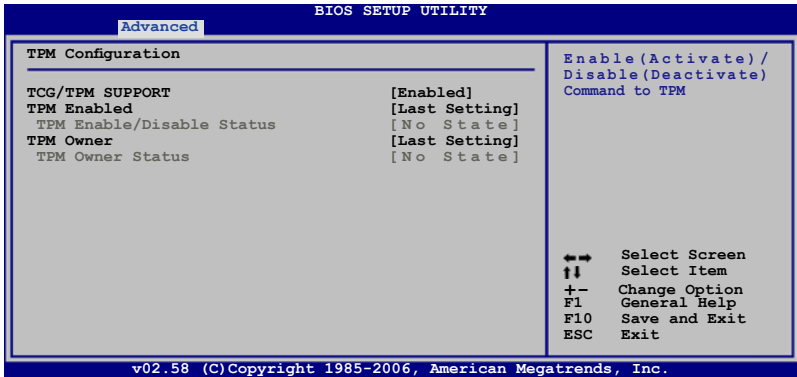 BIOS SETUP UTILITY
Advanced
TPM Configuration
TCG/TPM SUPPORT [Enabled]
TPM Enabled [Last Setting]
TPM Enable/Disable Status [No State]
TPM Owner [Last Setting]
TPM Owner Status [No State]
Enable(Activate)/
Disable(Deactivate)
Command to TPM
←→ Select Screen
↑↓ Select Item
+- Change Option
F1 General Help
F10 Save and Exit
ESC Exit
v02.58 (C)Copyright 1985-2006, American Megatrends, Inc.